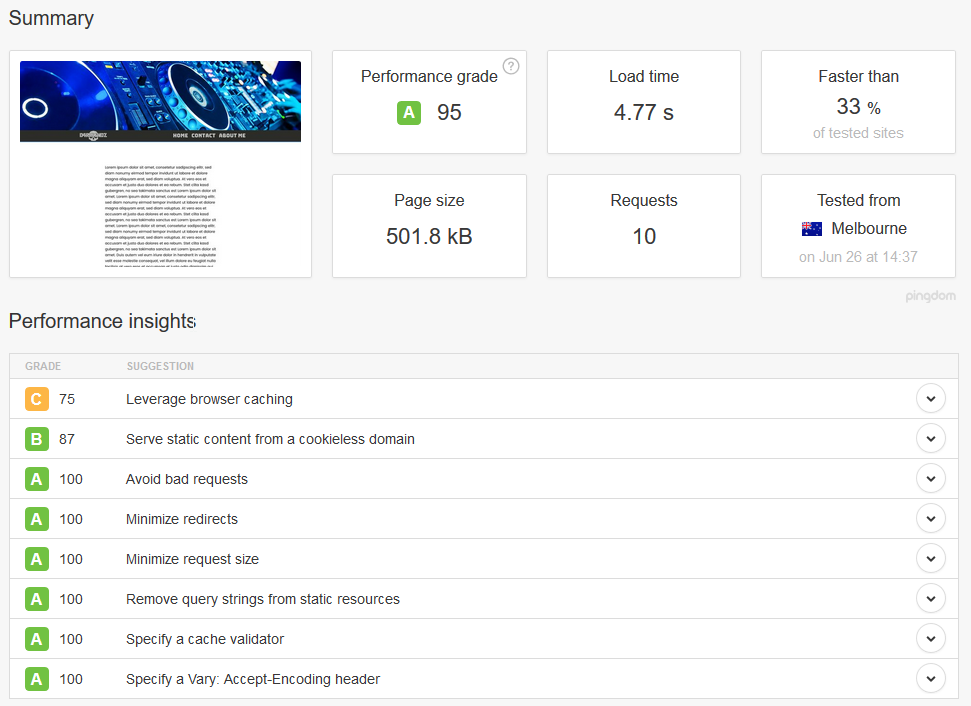 Summary
HOME CONTACT ABOUT ME
Performance grade
?
A 95
Load time
4.77 s
Faster than
33 %
of tested sites
Page size
501.8 kB
Requests
10
Tested from
Melbourne
on Jun 26 at 14:37
pingdom
Performance insights
GRADE SUGGESTION
C 75 Leverage browser caching
B 87 Serve static content from a cookieless domain
A 100 Avoid bad requests
A 100 Minimize redirects
A 100 Minimize request size
A 100 Remove query strings from static resources
A 100 Specify a cache validator
A 100 Specify a Vary: Accept-Encoding header